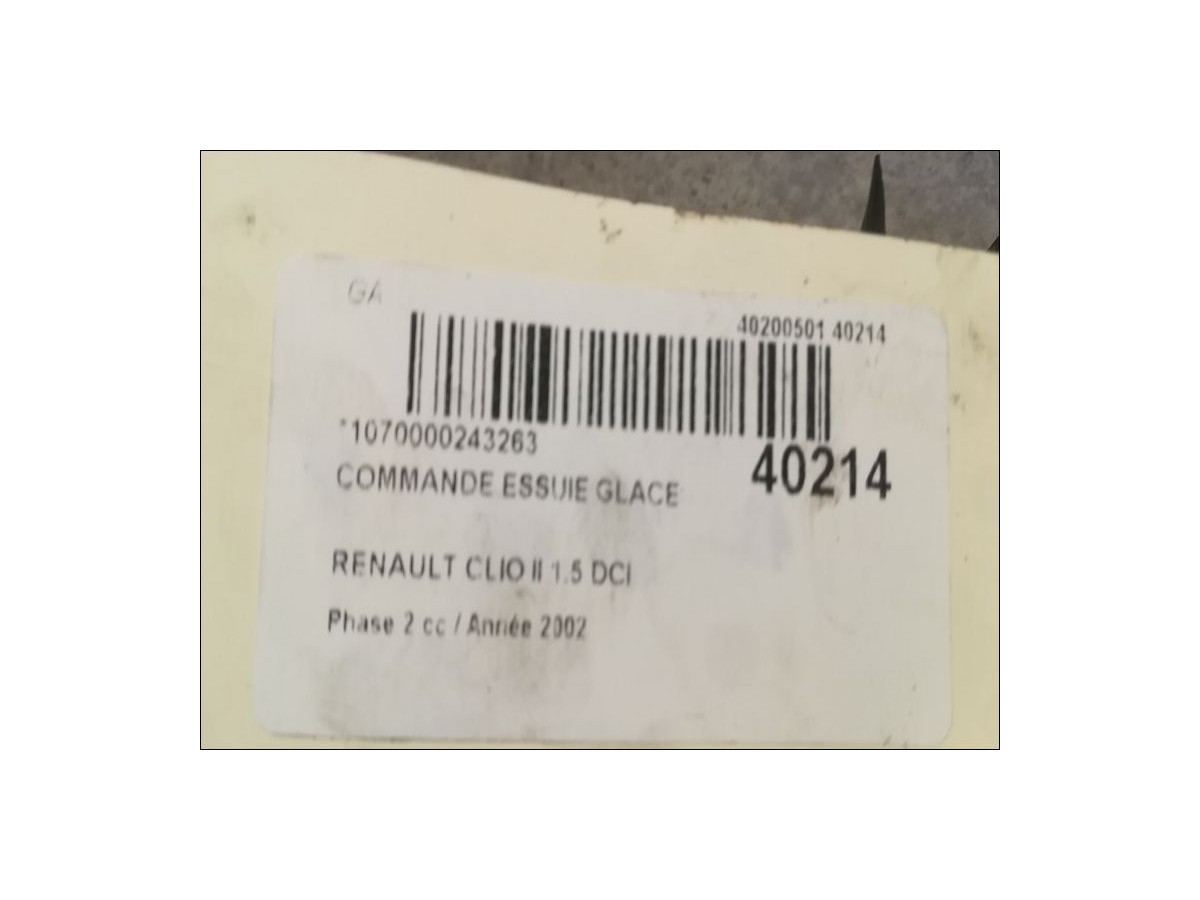 GA
40200501 40214
*1070000243263
40214
COMMANDE ESSUIE GLACE
RENAULT CLIO II 1.5 DCI
Phase 2 cc / Année 2002